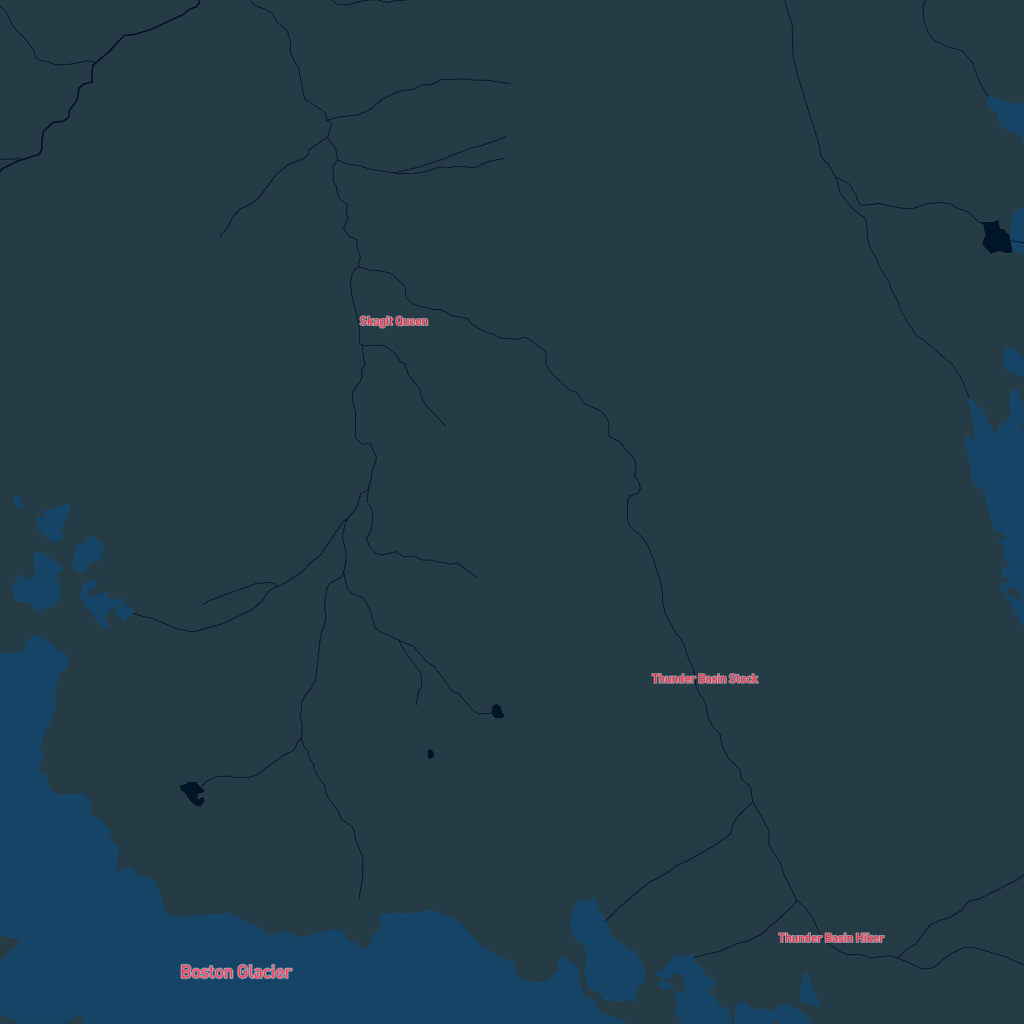 Skagit Queen
Thunder Basin Stock
Thunder Basin Hiker
Boston Glacier